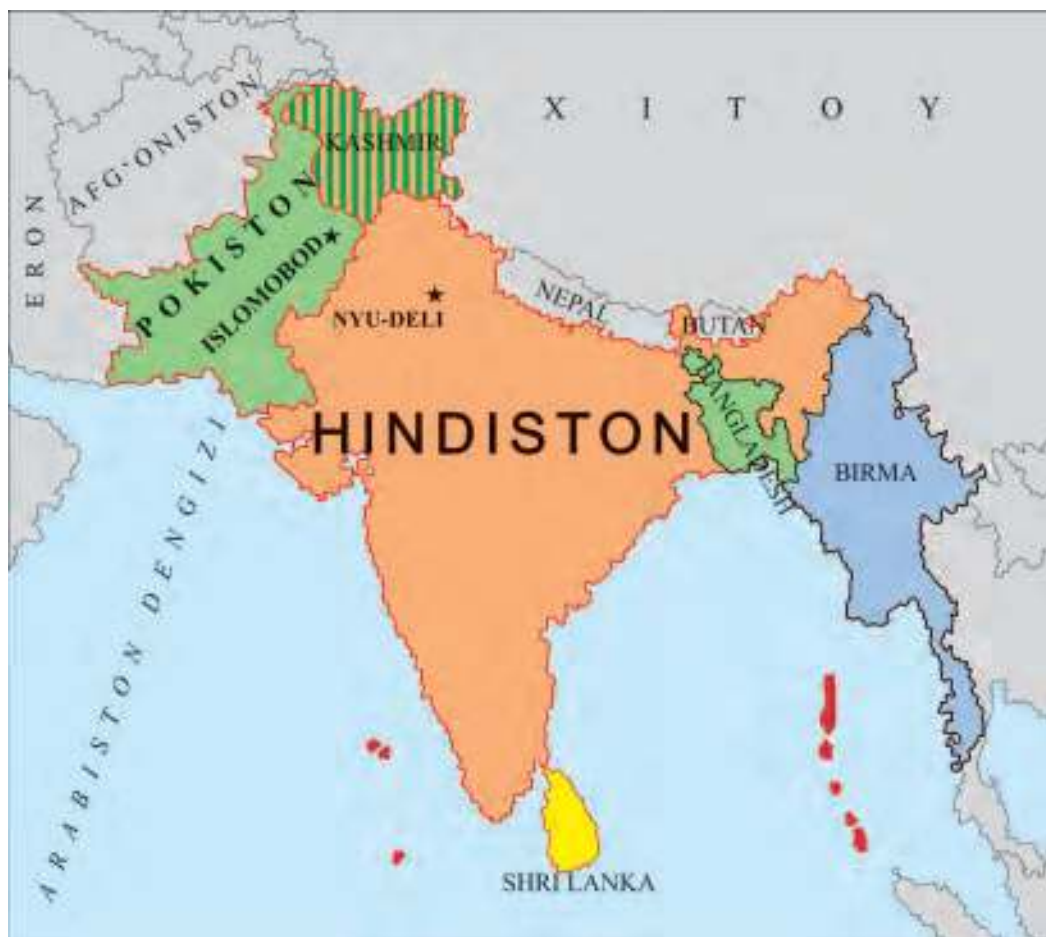 XITOY
AFG'ONISTON
KASHMIR
ERON
POKISTON
ISLOMOBOD
NEPAL
NYU-DELI
BUTAN
BANGLADESH
HINDISTON
BIRMA
ARABISTON DENGIZI
SHRI LANKA